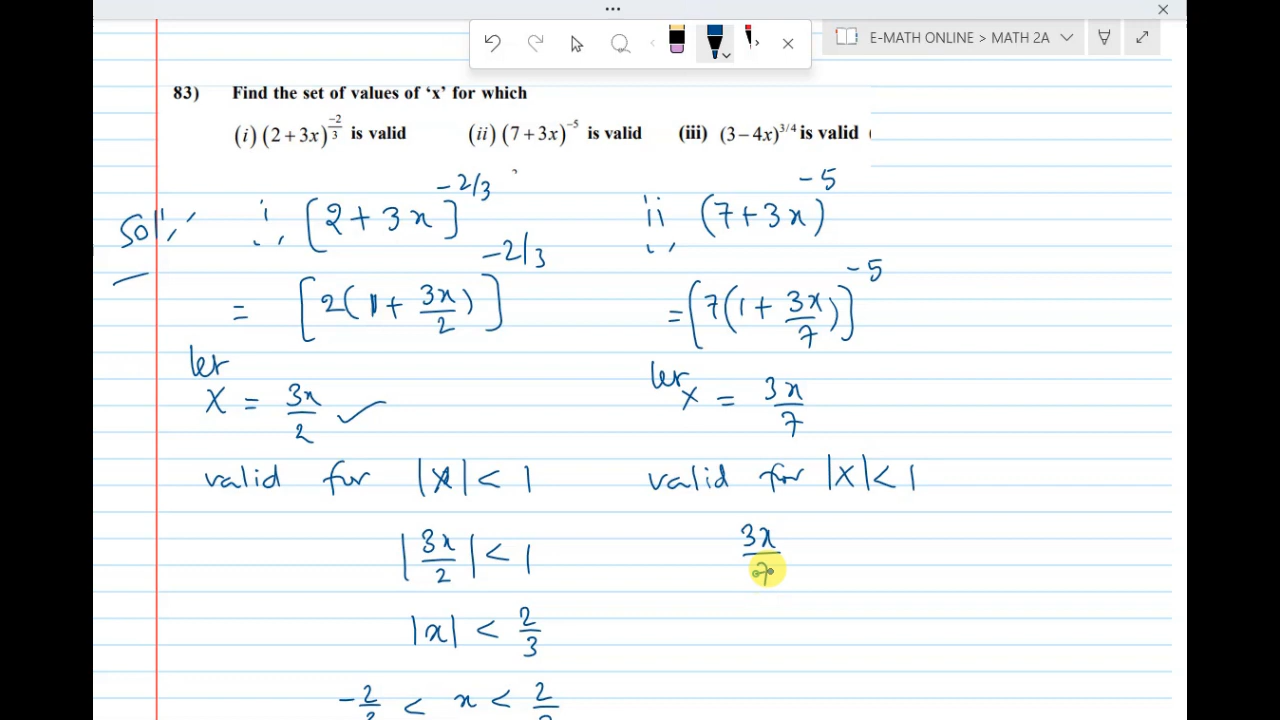 E-MATH ONLINE > MATH 2A
83) Find the set of values of ‘x’ for which
(i) (2+3x)^(-2/3) is valid (ii) (7+3x)^-5 is valid (iii) (3−4x)^3/4 is valid (
Sol: i [2+3x]^-2/3
= [2(1+3x/2)]^-2/3
let
X = 3x/2 ✓
valid for |X| < 1
|3x/2| < 1
|x| < 2/3
-2/3 < x < 2/3
ii (7+3x)^-5
= [7(1+3x/7)]^-5
let
X = 3x/7
valid for |X| < 1
3x/7